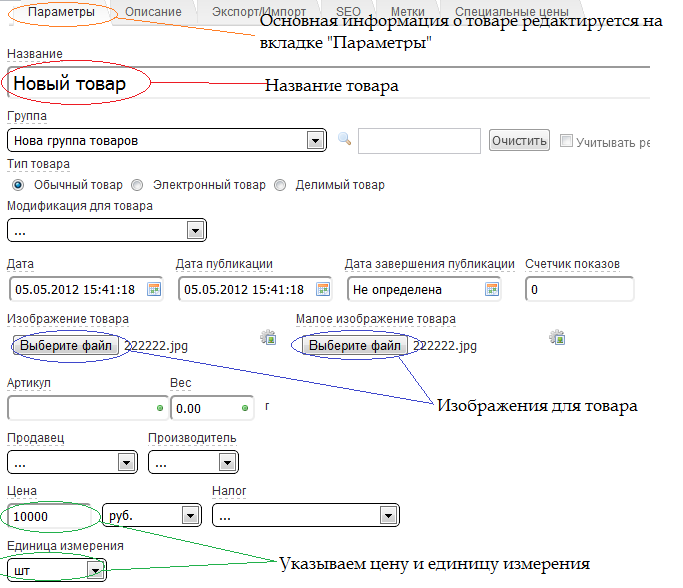 Параметры Описание Экспорт/Импорт SEO Метки Специальные цены
Основная информация о товаре редактируется на
вкладке "Параметры"
Название
Новый товар
Название товара
Группа
Нова группа товаров
Очистить
Учитывать ре
Тип товара
Обычный товар Электронный товар Делимый товар
Модификация для товара
...
Дата Дата публикации Дата завершения публикации Счетчик показов
05.05.2012 15:41:18 05.05.2012 15:41:18 Не определена 0
Изображение товара Малое изображение товара
Выберите файл 222222.jpg Выберите файл 222222.jpg
Артикул Вес
0.00 г
Изображения для товара
Продавец Производитель
... ...
Цена Налог
10000 руб. ...
Единица измерения
шт
Указываем цену и единицу измерения